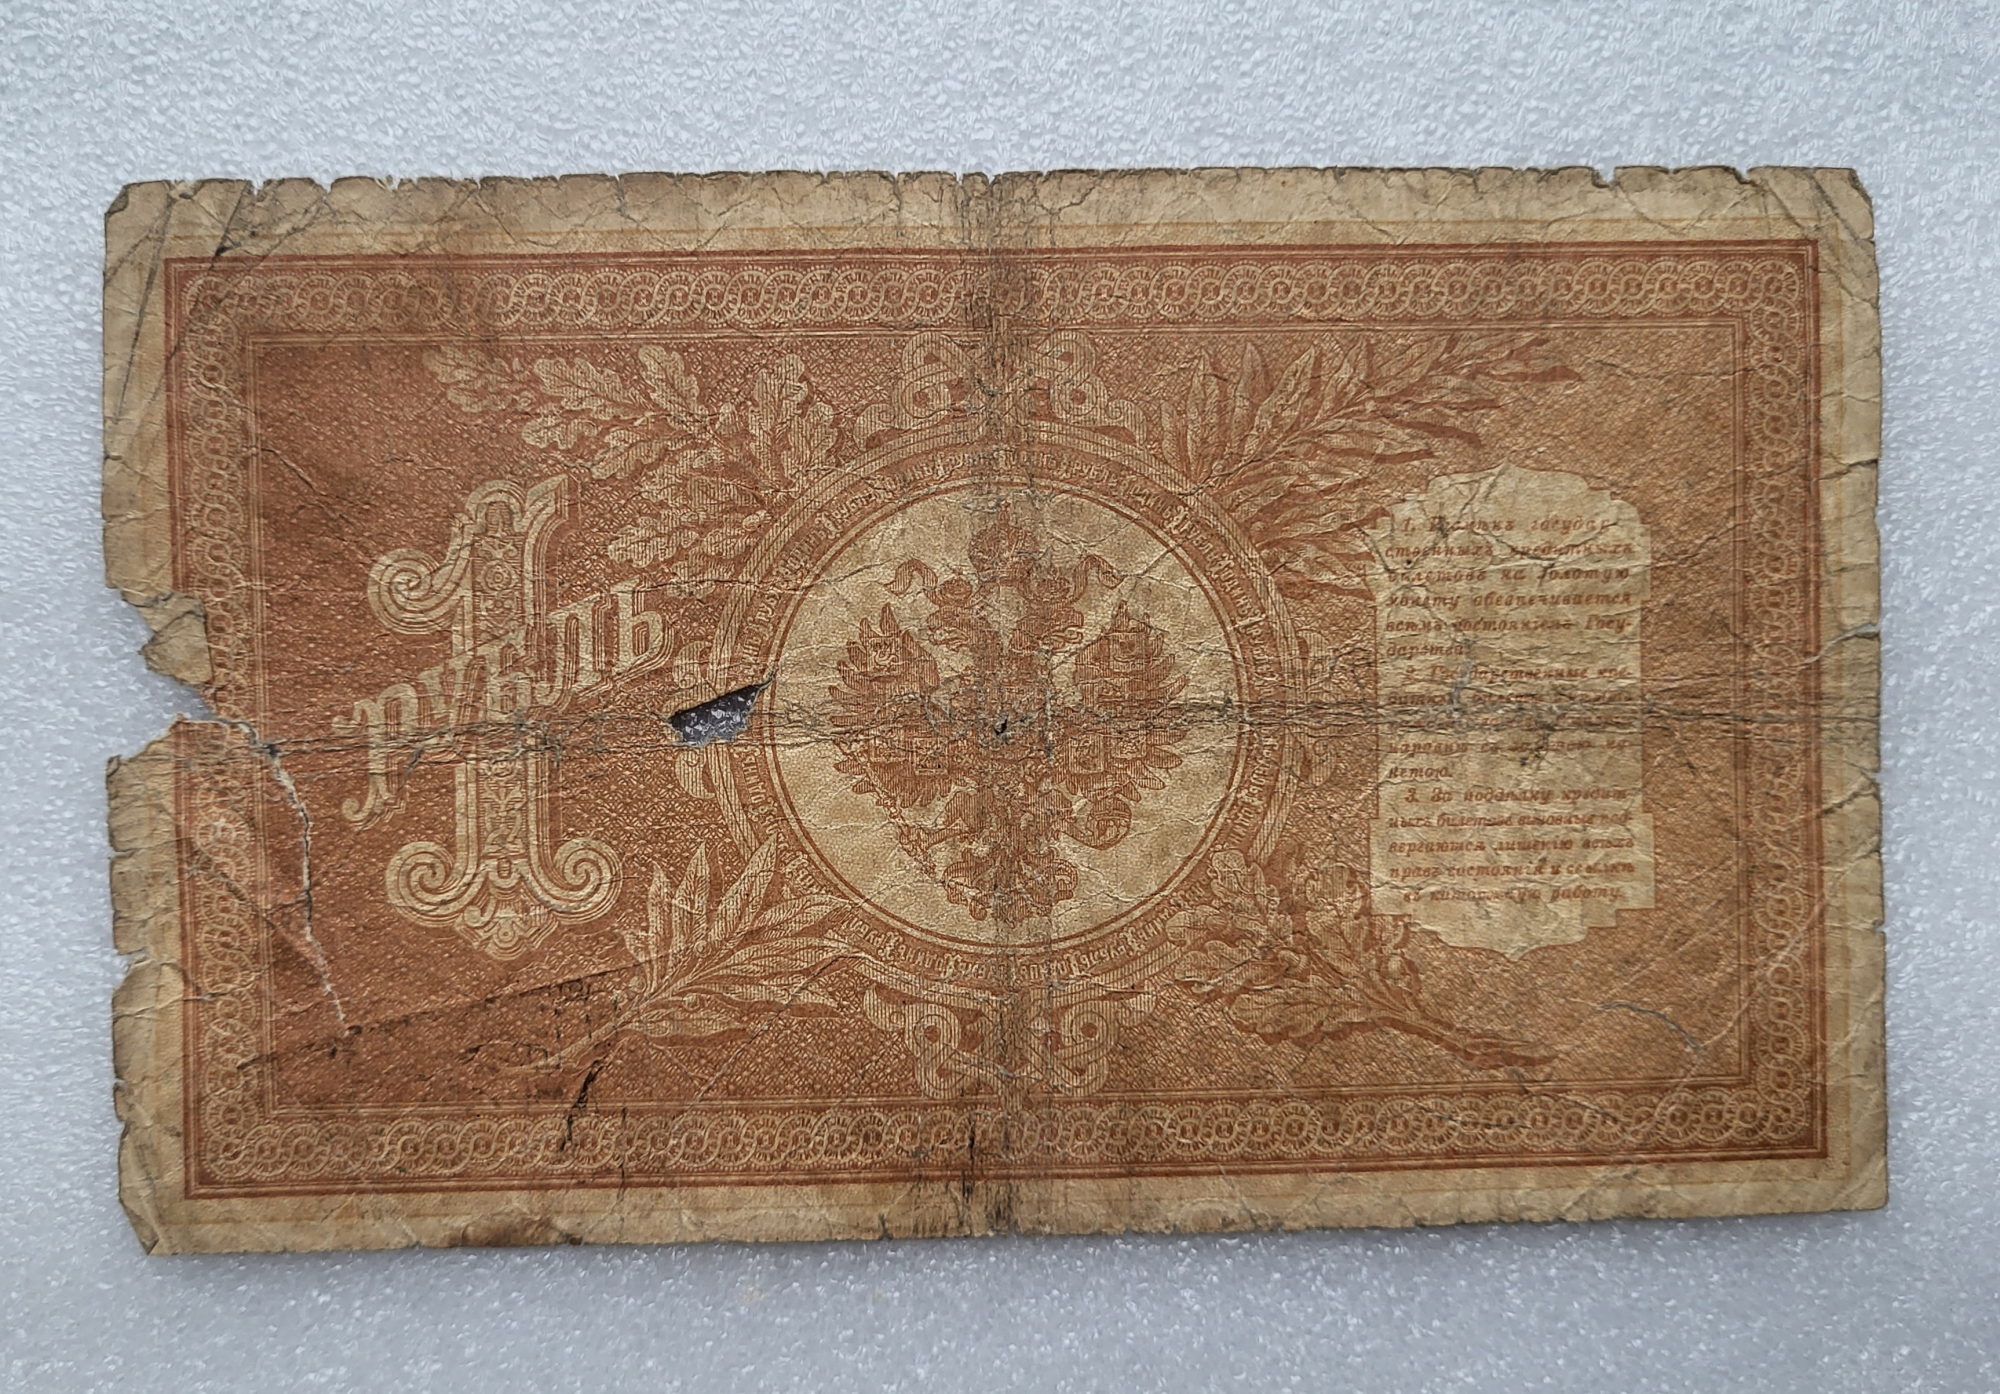 1 РУБЛЬ
1. Размѣнъ государ-
ственныхъ кредитныхъ
билетовъ на золотую
монету обезпечивается
всѣмъ достояніемъ Госу-
дарства.
2. Государственные кре-
наравнѣ съ золотою мо-
нетою.
3. За поддѣлку кредит-
ныхъ билетовъ виновные под-
вергаются лишенію всѣхъ
правъ состоянія и ссылкѣ
въ каторжную работу.